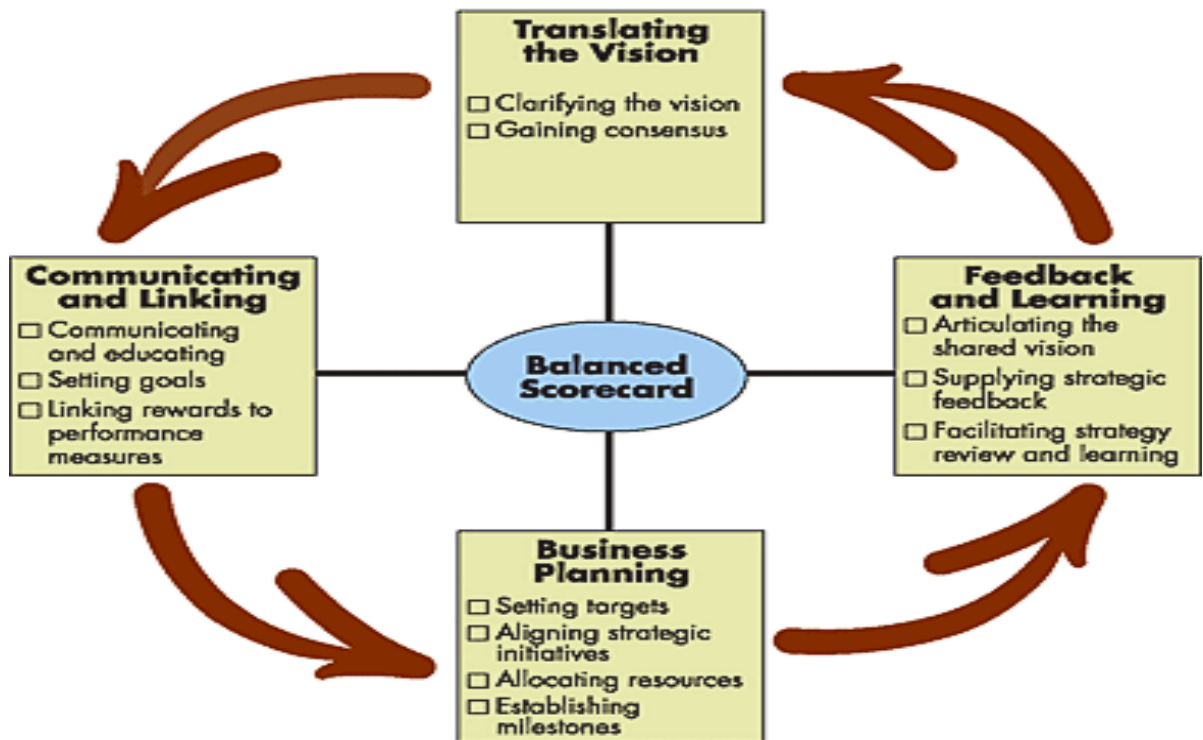 Translating
the Vision
□ Clarifying the vision
□ Gaining consensus
Communicating
and Linking
□ Communicating
and educating
□ Setting goals
□ Linking rewards to
performance
measures
Balanced
Scorecard
Feedback
and Learning
□ Articulating the
shared vision
□ Supplying strategic
feedback
□ Facilitating strategy
review and learning
Business
Planning
□ Setting targets
□ Aligning strategic
initiatives
□ Allocating resources
□ Establishing
milestones